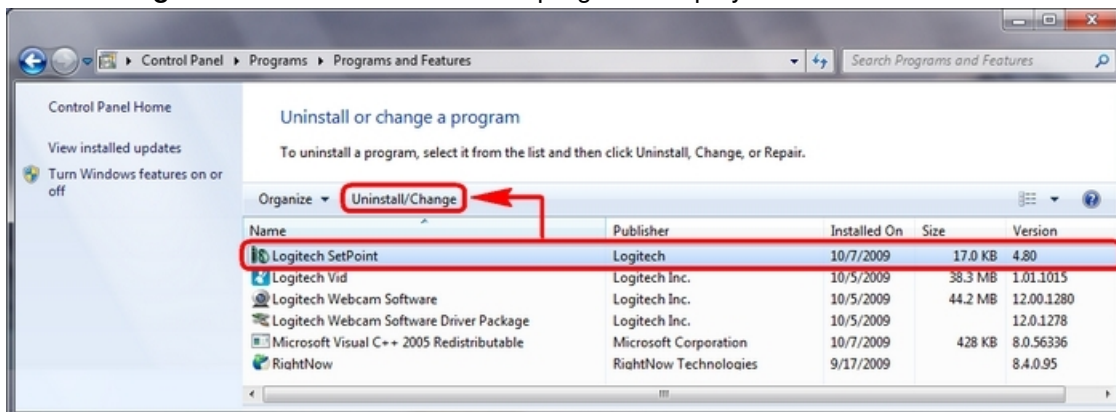 Control Panel ▸ Programs ▸ Programs and Features
Search Programs and Features
Control Panel Home
View installed updates
Turn Windows features on or
off
Uninstall or change a program
To uninstall a program, select it from the list and then click Uninstall, Change, or Repair.
Organize Uninstall/Change
Name Publisher Installed On Size Version
Logitech SetPoint Logitech 10/7/2009 17.0 KB 4.80
Logitech Vid Logitech Inc. 10/5/2009 38.3 MB 1.01.1015
Logitech Webcam Software Logitech Inc. 10/5/2009 44.2 MB 12.00.1280
Logitech Webcam Software Driver Package Logitech Inc. 10/5/2009 12.0.1278
Microsoft Visual C++ 2005 Redistributable Microsoft Corporation 10/7/2009 428 KB 8.0.56336
RightNow RightNow Technologies 9/17/2009 8.4.0.95